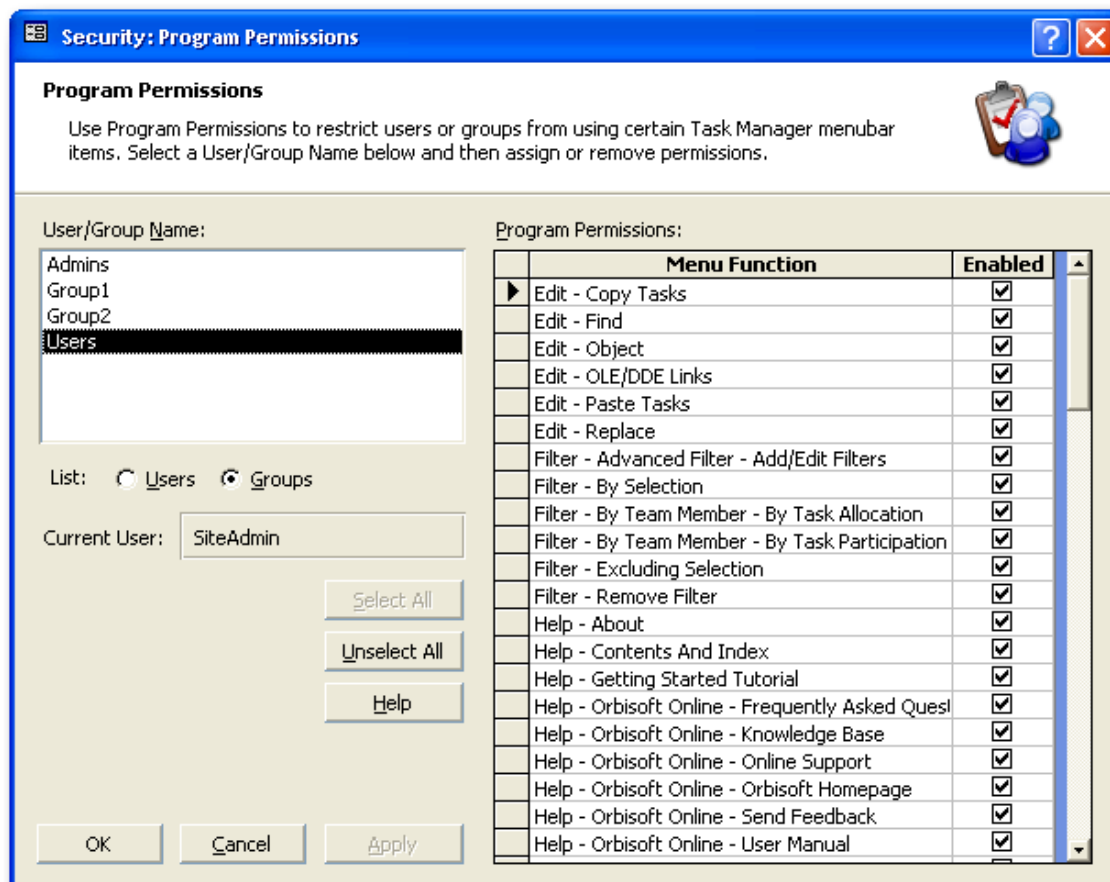 Security: Program Permissions
Program Permissions
Use Program Permissions to restrict users or groups from using certain Task Manager menubar
items. Select a User/Group Name below and then assign or remove permissions.
User/Group Name:
Admins
Group1
Group2
Users
List: Users Groups
Current User: SiteAdmin
Select All
Unselect All
Help
OK Cancel Apply
Program Permissions:
Menu Function Enabled
Edit - Copy Tasks
Edit - Find
Edit - Object
Edit - OLE/DDE Links
Edit - Paste Tasks
Edit - Replace
Filter - Advanced Filter - Add/Edit Filters
Filter - By Selection
Filter - By Team Member - By Task Allocation
Filter - By Team Member - By Task Participation
Filter - Excluding Selection
Filter - Remove Filter
Help - About
Help - Contents And Index
Help - Getting Started Tutorial
Help - Orbisoft Online - Frequently Asked Quest
Help - Orbisoft Online - Knowledge Base
Help - Orbisoft Online - Online Support
Help - Orbisoft Online - Orbisoft Homepage
Help - Orbisoft Online - Send Feedback
Help - Orbisoft Online - User Manual